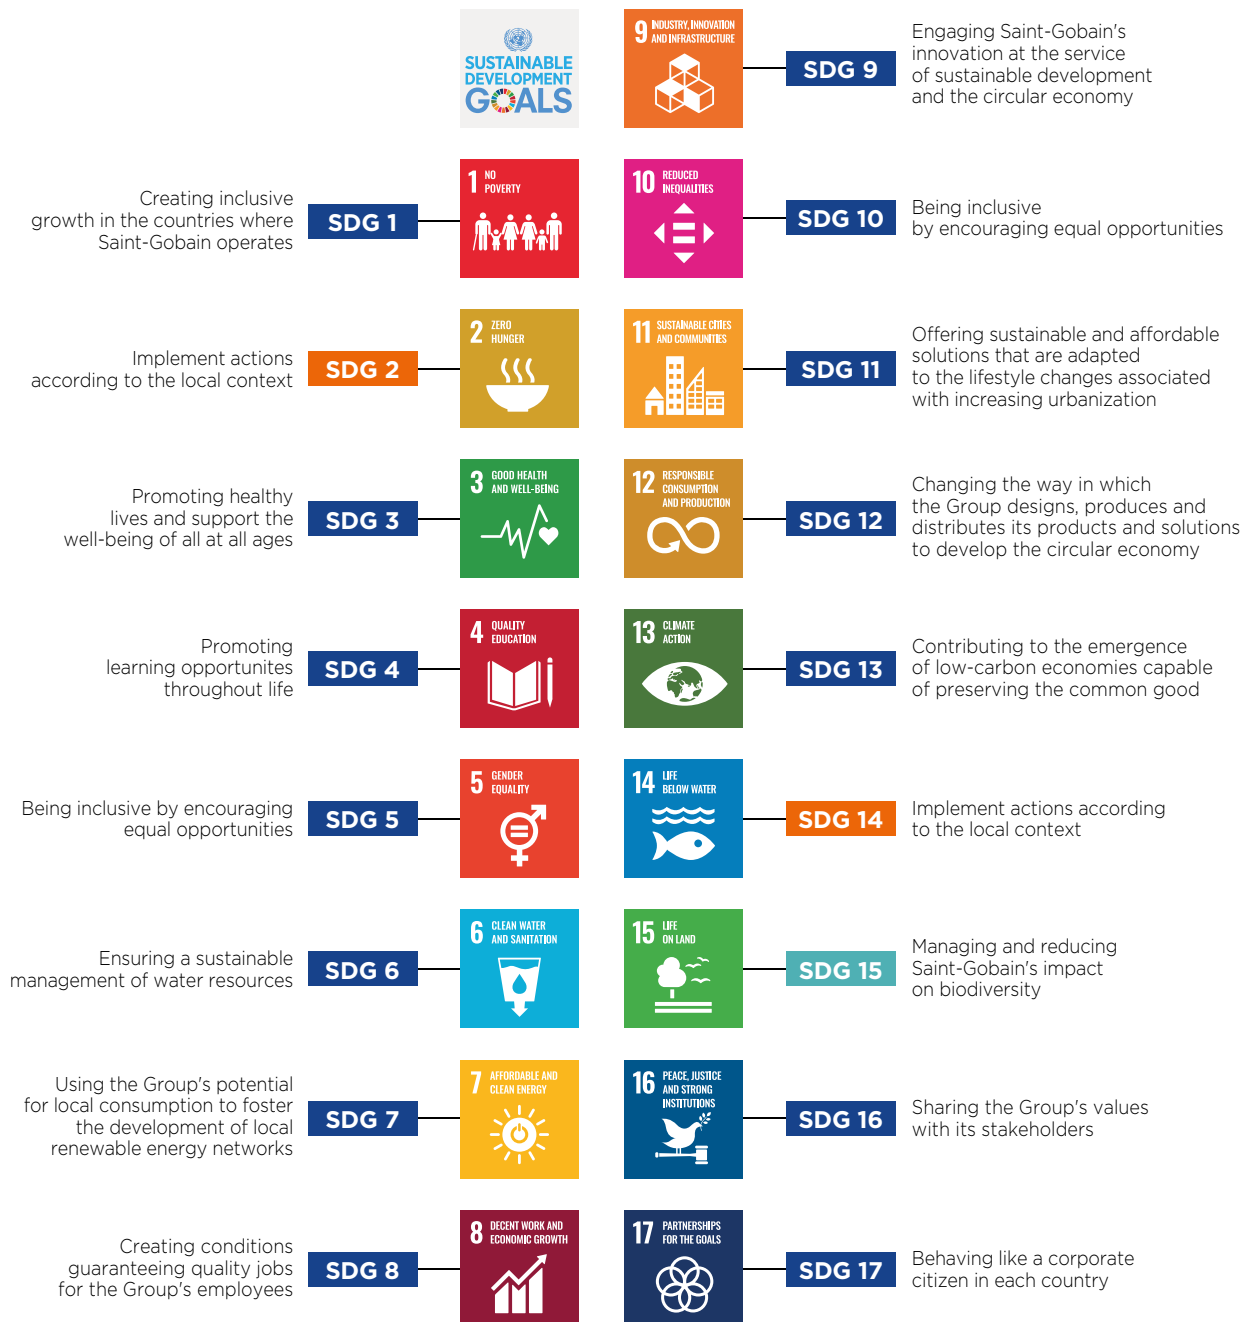 SUSTAINABLE
DEVELOPMENT
GOALS
9 INDUSTRY, INNOVATION
AND INFRASTRUCTURE
SDG 9
Engaging Saint-Gobain's
innovation at the service
of sustainable development
and the circular economy
Creating inclusive
growth in the countries where
Saint-Gobain operates
SDG 1
1 NO
POVERTY
10 REDUCED
INEQUALITIES
SDG 10
Being inclusive
by encouraging equal opportunities
Implement actions
according to the local context
SDG 2
2 ZERO
HUNGER
11 SUSTAINABLE CITIES
AND COMMUNITIES
SDG 11
Offering sustainable and affordable
solutions that are adapted
to the lifestyle changes associated
with increasing urbanization
Promoting healthy
lives and support the
well-being of all at all ages
SDG 3
3 GOOD HEALTH
AND WELL-BEING
12 RESPONSIBLE
CONSUMPTION
AND PRODUCTION
SDG 12
Changing the way in which
the Group designs, produces and
distributes its products and solutions
to develop the circular economy
Promoting
learning opportunites
throughout life
SDG 4
4 QUALITY
EDUCATION
13 CLIMATE
ACTION
SDG 13
Contributing to the emergence
of low-carbon economies capable
of preserving the common good
Being inclusive by encouraging
equal opportunities
SDG 5
5 GENDER
EQUALITY
14 LIFE
BELOW WATER
SDG 14
Implement actions according
to the local context
Ensuring a sustainable
management of water resources
SDG 6
6 CLEAN WATER
AND SANITATION
15 LIFE
ON LAND
SDG 15
Managing and reducing
Saint-Gobain's impact
on biodiversity
Using the Group's potential
for local consumption to foster
the development of local
renewable energy networks
SDG 7
7 AFFORDABLE AND
CLEAN ENERGY
16 PEACE, JUSTICE
AND STRONG
INSTITUTIONS
SDG 16
Sharing the Group's values
with its stakeholders
Creating conditions
guaranteeing quality jobs
for the Group's employees
SDG 8
8 DECENT WORK AND
ECONOMIC GROWTH
17 PARTNERSHIPS
FOR THE GOALS
SDG 17
Behaving like a corporate
citizen in each country